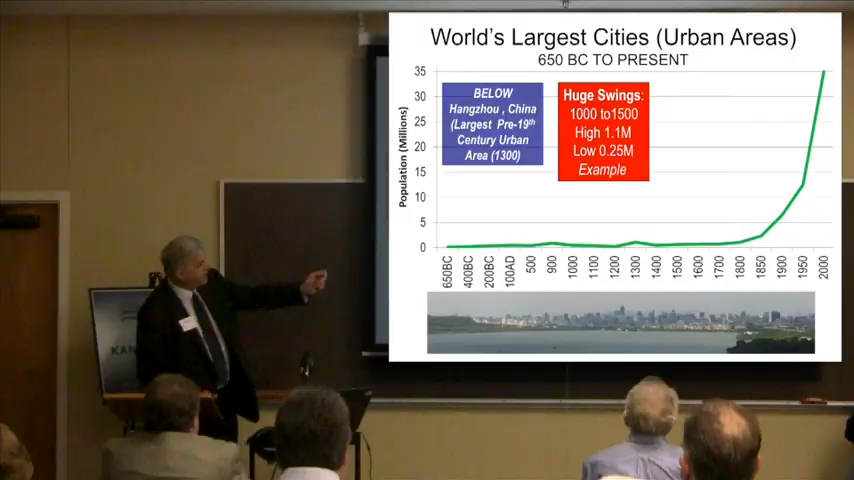 World's Largest Cities (Urban Areas)
650 BC TO PRESENT
Population (Millions)
35
30
25
20
15
10
5
0
BELOW
Hangzhou , China
(Largest Pre-19th
Century Urban
Area (1300)
Huge Swings:
1000 to1500
High 1.1M
Low 0.25M
Example
650BC
400BC
200BC
100AD
500
900
1000
1100
1200
1300
1400
1500
1600
1700
1800
1850
1900
1950
2000
KAN